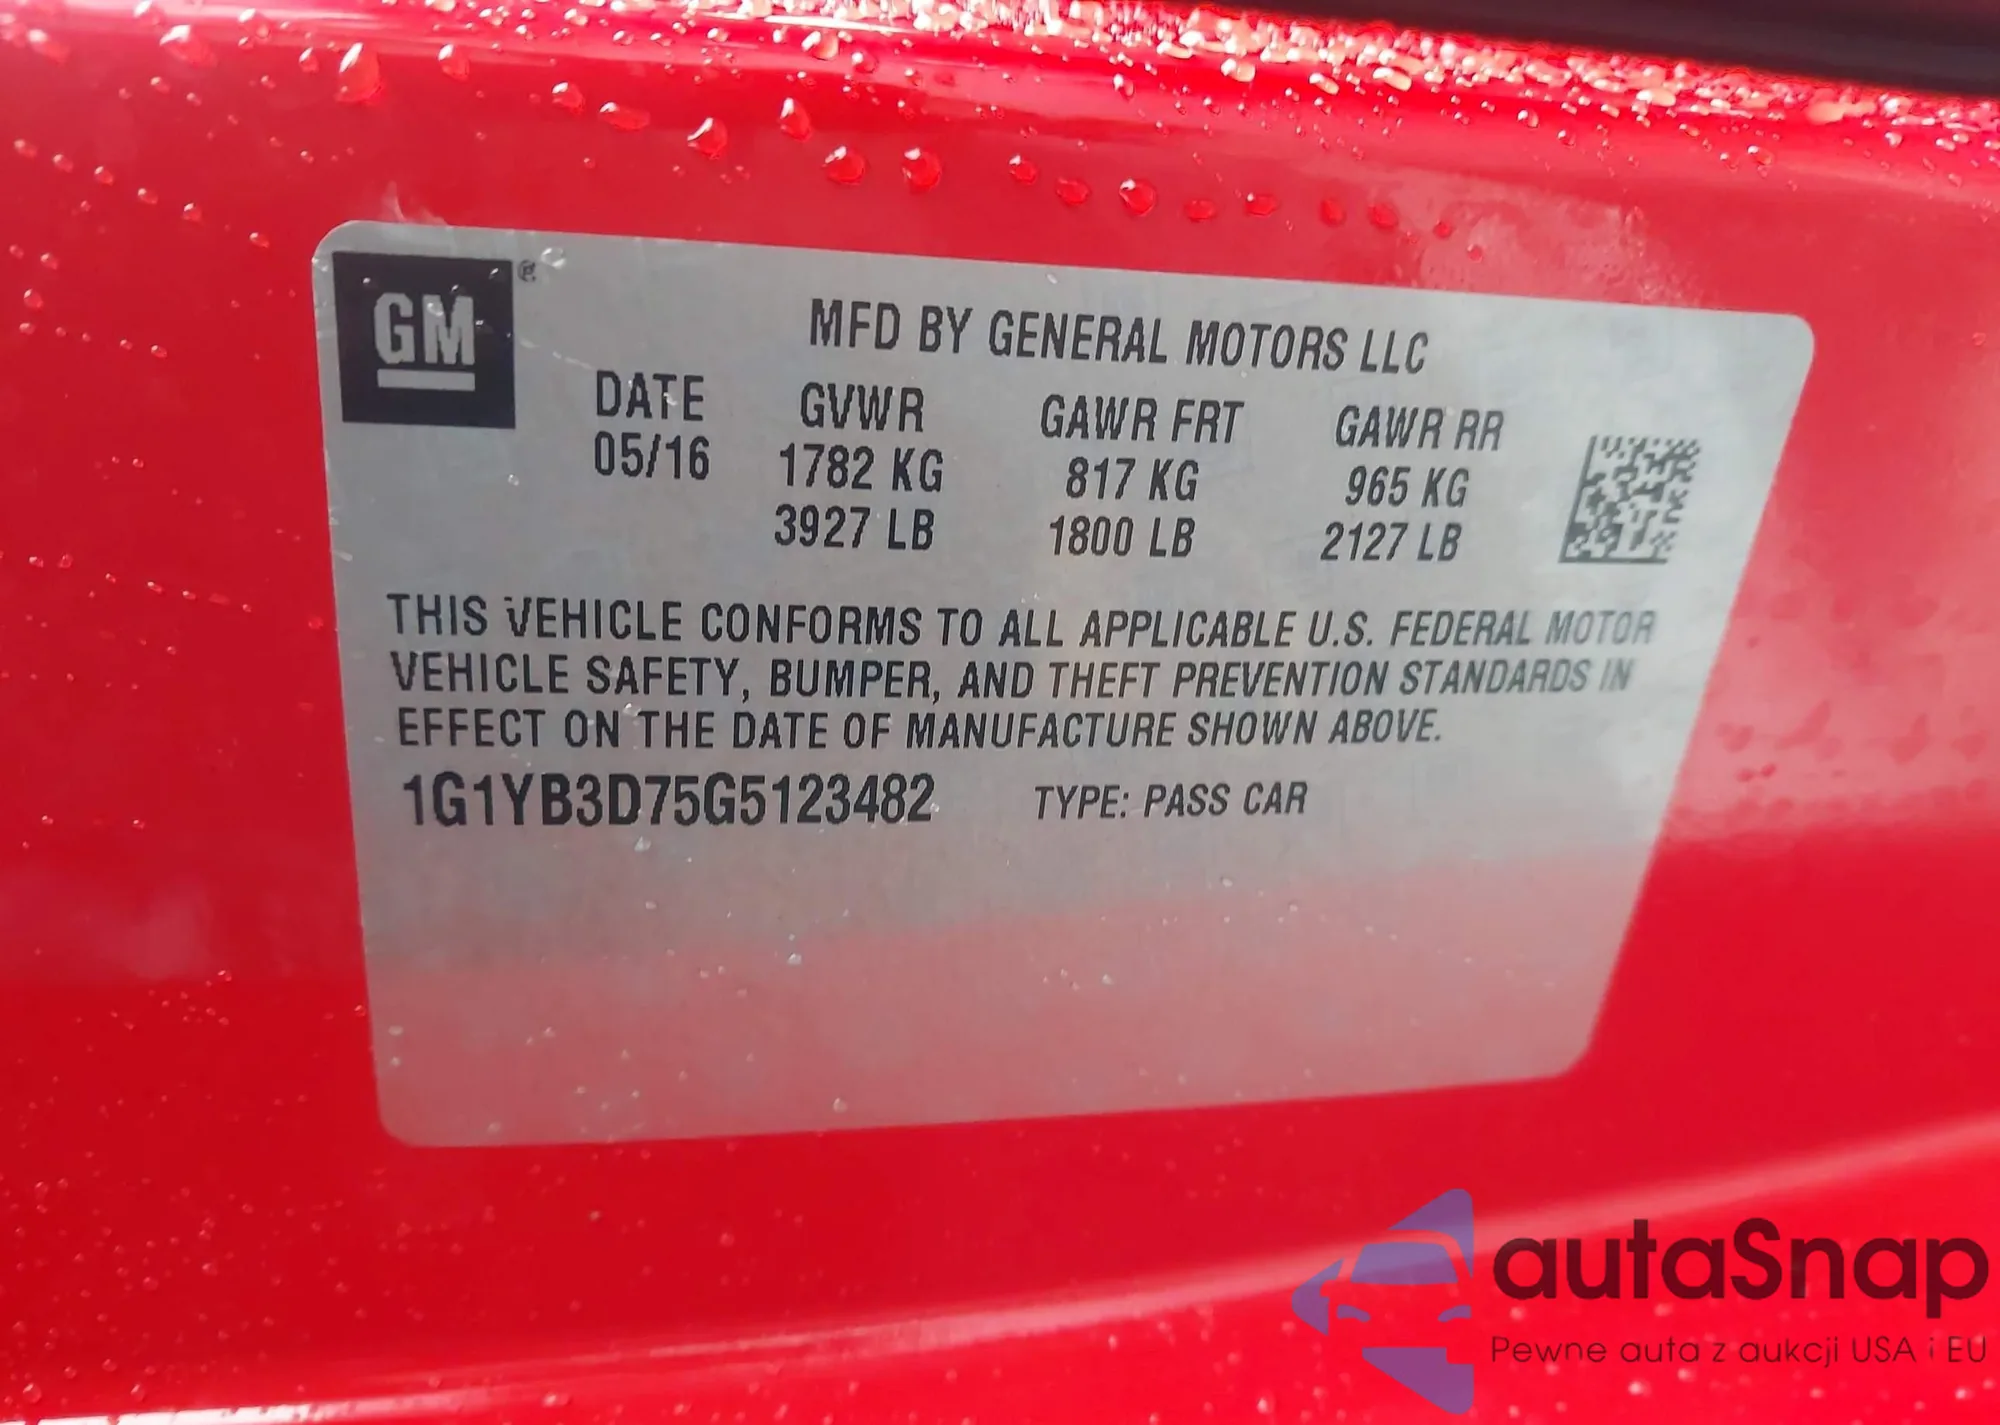 GM
®
MFD BY GENERAL MOTORS LLC
DATE GVWR GAWR FRT GAWR RR
05/16 1782 KG 817 KG 965 KG
3927 LB 1800 LB 2127 LB
THIS VEHICLE CONFORMS TO ALL APPLICABLE U.S. FEDERAL MOTOR
VEHICLE SAFETY, BUMPER, AND THEFT PREVENTION STANDARDS IN
EFFECT ON THE DATE OF MANUFACTURE SHOWN ABOVE.
1G1YB3D75G5123482 TYPE: PASS CAR
autaSnap
Pewne auta z aukcji USA i EU